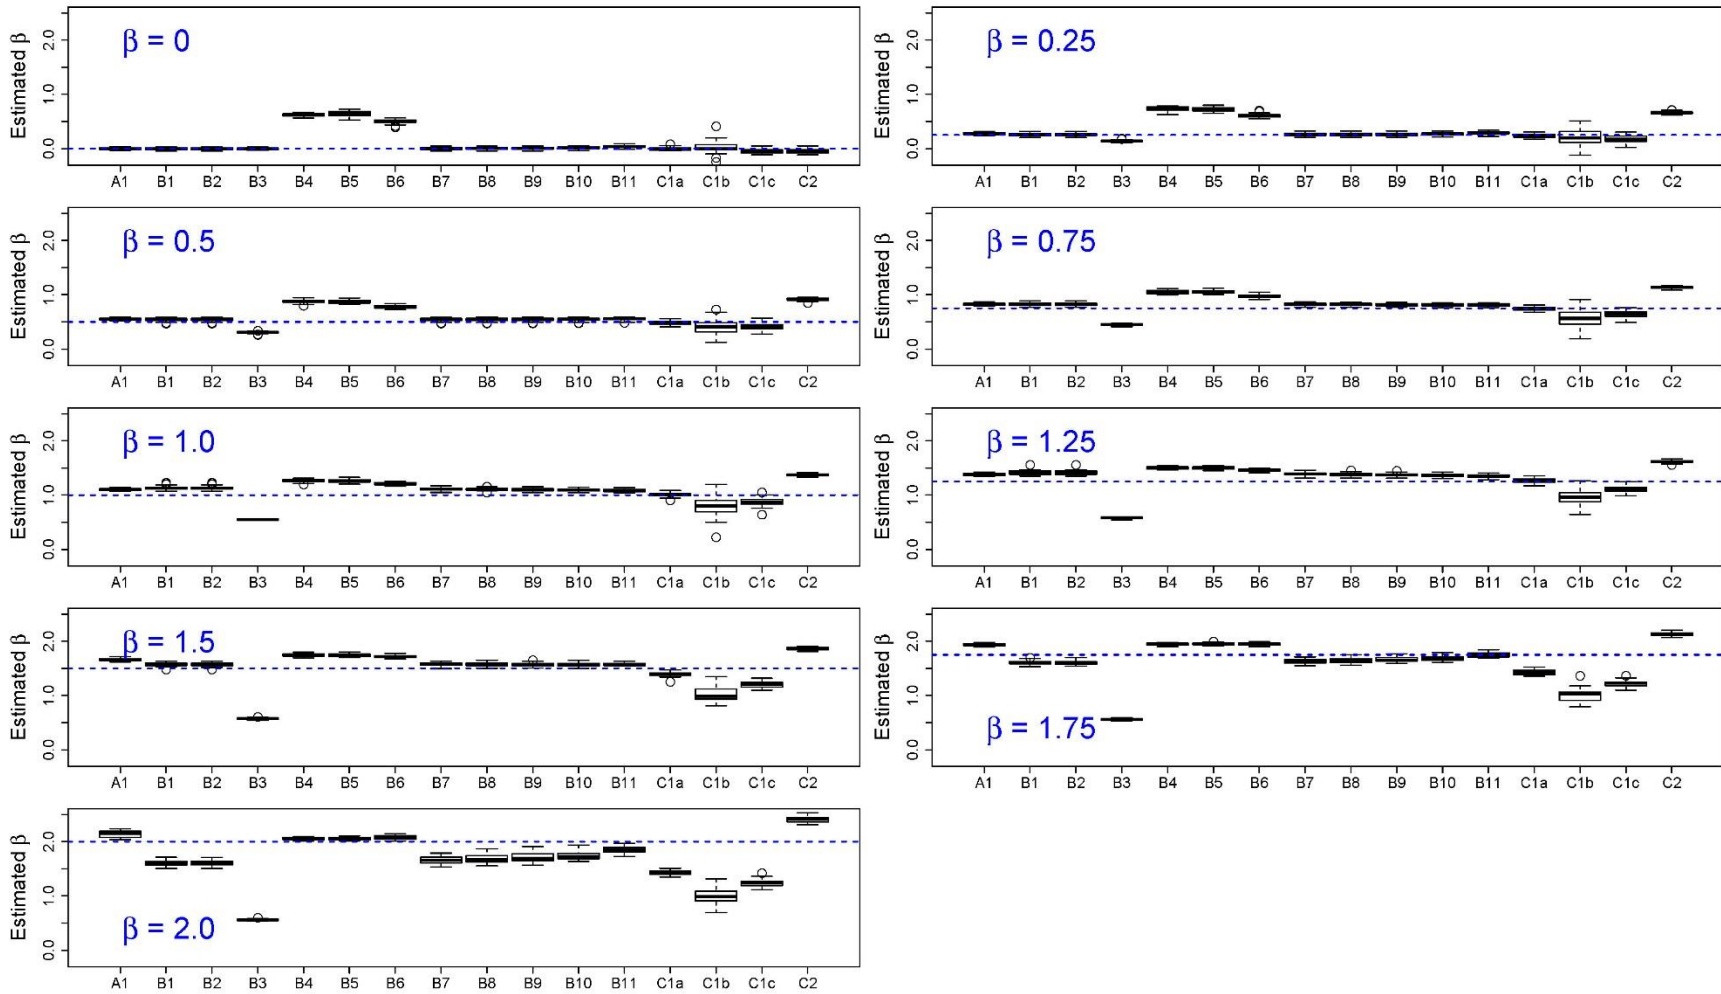 β = 0
Estimated β
2.0
1.0
0.0
A1 B1 B2 B3 B4 B5 B6 B7 B8 B9 B10 B11 C1a C1b C1c C2
β = 0.25
Estimated β
2.0
1.0
0.0
A1 B1 B2 B3 B4 B5 B6 B7 B8 B9 B10 B11 C1a C1b C1c C2
β = 0.5
Estimated β
2.0
1.0
0.0
A1 B1 B2 B3 B4 B5 B6 B7 B8 B9 B10 B11 C1a C1b C1c C2
β = 0.75
Estimated β
2.0
1.0
0.0
A1 B1 B2 B3 B4 B5 B6 B7 B8 B9 B10 B11 C1a C1b C1c C2
β = 1.0
Estimated β
2.0
1.0
0.0
A1 B1 B2 B3 B4 B5 B6 B7 B8 B9 B10 B11 C1a C1b C1c C2
β = 1.25
Estimated β
2.0
1.0
0.0
A1 B1 B2 B3 B4 B5 B6 B7 B8 B9 B10 B11 C1a C1b C1c C2
β = 1.5
Estimated β
2.0
1.0
0.0
A1 B1 B2 B3 B4 B5 B6 B7 B8 B9 B10 B11 C1a C1b C1c C2
β = 1.75
Estimated β
2.0
1.0
0.0
A1 B1 B2 B3 B4 B5 B6 B7 B8 B9 B10 B11 C1a C1b C1c C2
β = 2.0
Estimated β
2.0
1.0
0.0
A1 B1 B2 B3 B4 B5 B6 B7 B8 B9 B10 B11 C1a C1b C1c C2